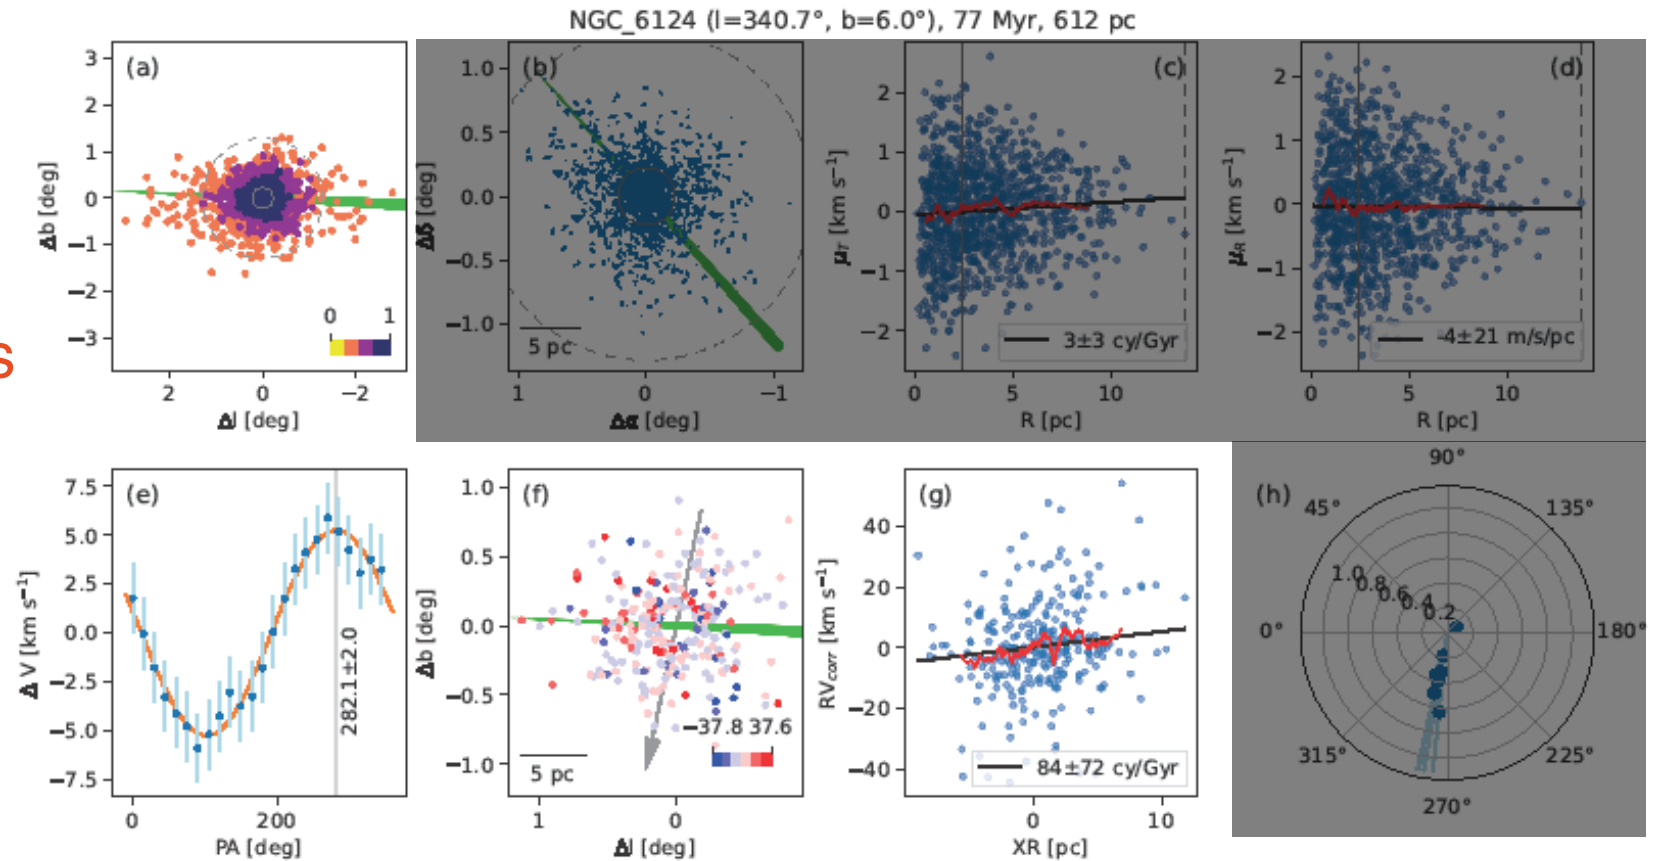 NGC_6124 (l=340.7°, b=6.0°), 77 Myr, 612 pc
(a)
3
2
1
0
−1
−2
−3
Δb [deg]
0 1
2 0 −2
Δl [deg]
s
(b)
1.0
0.5
0.0
−0.5
−1.0
Δδ [deg]
5 pc
1 0 −1
Δα [deg]
(c)
2
1
0
−1
−2
μT [km s⁻¹]
3±3 cy/Gyr
0 5 10
R [pc]
(d)
2
1
0
−1
−2
μR [km s⁻¹]
-4±21 m/s/pc
0 5 10
R [pc]
(e)
7.5
5.0
2.5
0.0
−2.5
−5.0
−7.5
Δ V [km s⁻¹]
282.1±2.0
0 200
PA [deg]
(f)
1.0
0.5
0.0
−0.5
−1.0
Δb [deg]
−37.8 37.6
5 pc
1 0
Δl [deg]
(g)
40
20
0
−20
−40
RVcorr [km s⁻¹]
84±72 cy/Gyr
0 10
XR [pc]
(h)
90°
45° 135°
1.0 0.8 0.6 0.4 0.2
0° 180°
315° 225°
270°